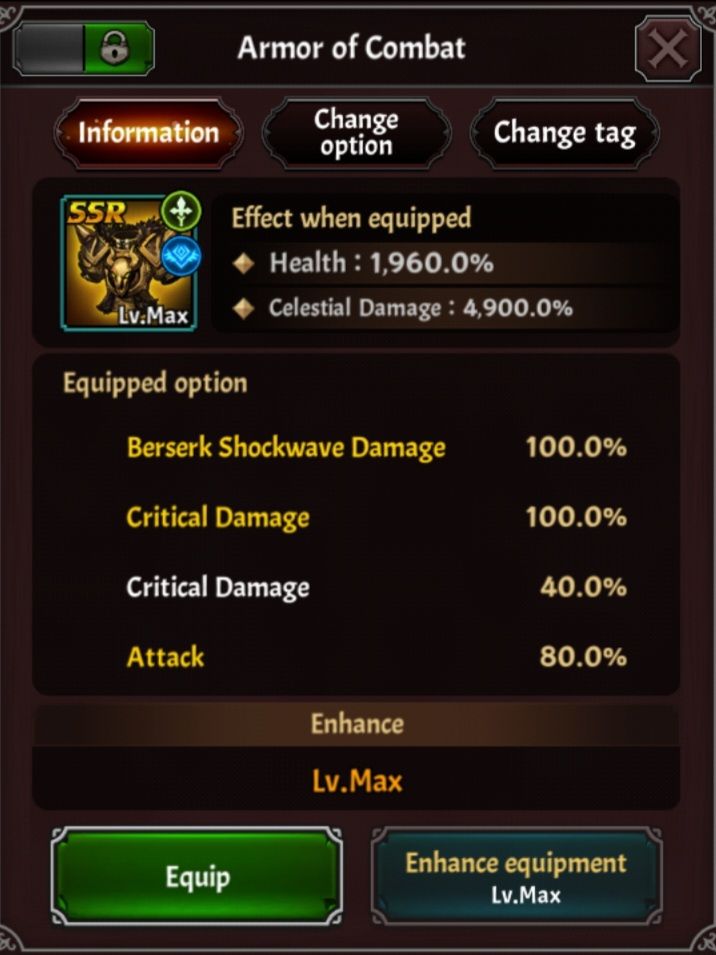 Armor of Combat
Information
Change
option
Change tag
SSR
Lv.Max
Effect when equipped
Health : 1,960.0%
Celestial Damage : 4,900.0%
Equipped option
Berserk Shockwave Damage 100.0%
Critical Damage 100.0%
Critical Damage 40.0%
Attack 80.0%
Enhance
Lv.Max
Equip
Enhance equipment
Lv.Max